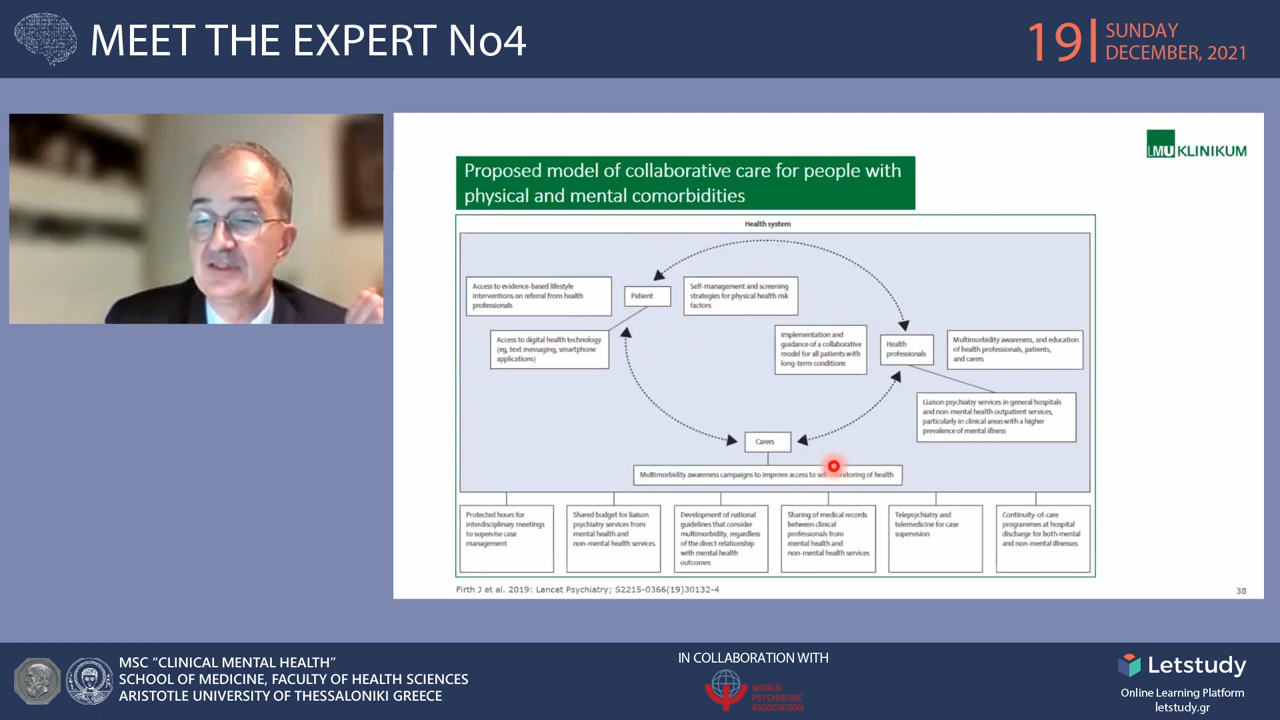 MEET THE EXPERT No4
19
SUNDAY
DECEMBER, 2021
LMU KLINIKUM
Proposed model of collaborative care for people with
physical and mental comorbidities
Health system
Access to evidence-based lifestyle
interventions on referral from health
professionals
Patient
Self-management and screening
strategies for physical health risk
factors
Access to digital health technology
(eg, text messaging, smartphone
applications)
Implementation and
guidance of a collaborative
model for all patients with
long-term conditions
Health
professionals
Multimorbidity awareness, and education
of health professionals, patients,
and carers
Liaison psychiatry services in general hospitals
and non-mental health outpatient services,
particularly in clinical areas with a higher
prevalence of mental illness
Carers
Multimorbidity awareness campaigns to improve access to self-monitoring of health
Protected hours for
interdisciplinary meetings
to supervise case
management
Shared budget for liaison
psychiatry services from
mental health and
non-mental health services
Development of national
guidelines that consider
multimorbidity, regardless
of the direct relationship
with mental health
outcomes
Sharing of medical records
between clinical
professionals from
mental health and
non-mental health services
Telepsychiatry and
telemedicine for case
supervision
Continuity-of-care
programmes at hospital
discharge for both mental
and non-mental illnesses
Firth J et al. 2019: Lancet Psychiatry; S2215-0366(19)30132-4
38
MSC "CLINICAL MENTAL HEALTH"
SCHOOL OF MEDICINE, FACULTY OF HEALTH SCIENCES
ARISTOTLE UNIVERSITY OF THESSALONIKI GREECE
IN COLLABORATION WITH
WORLD
PSYCHIATRIC
ASSOCIATION
Letstudy
Online Learning Platform
letstudy.gr